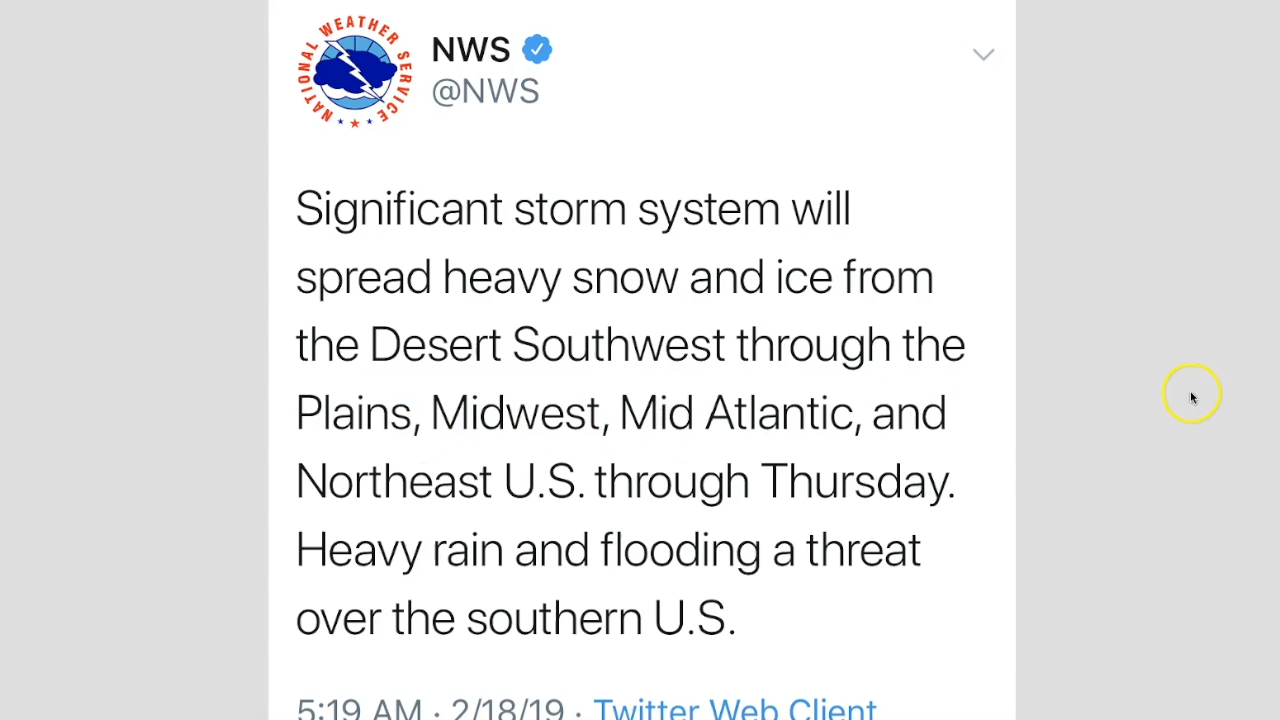 NATIONAL WEATHER SERVICE
NWS
@NWS
Significant storm system will
spread heavy snow and ice from
the Desert Southwest through the
Plains, Midwest, Mid Atlantic, and
Northeast U.S. through Thursday.
Heavy rain and flooding a threat
over the southern U.S.
5:19 AM · 2/18/19 · Twitter Web Client